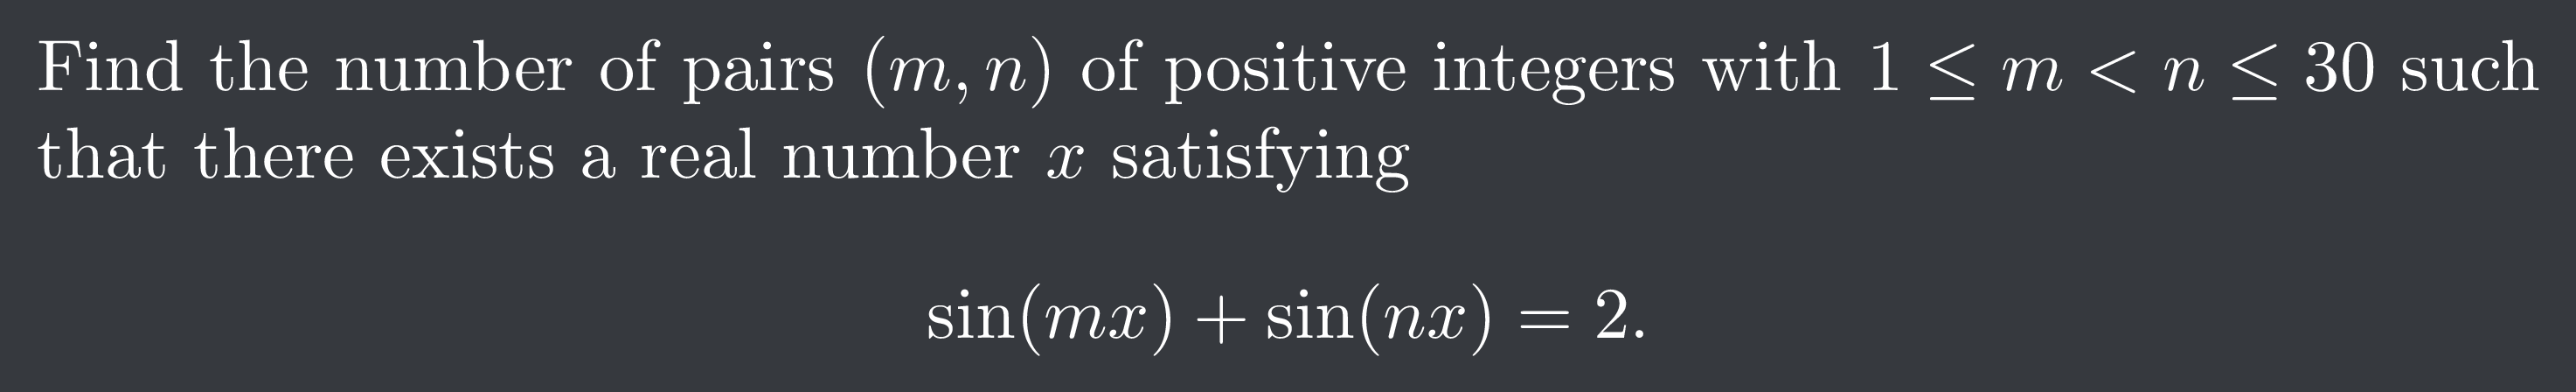 Find the number of pairs (m, n) of positive integers with 1 ≤ m < n ≤ 30 such
that there exists a real number x satisfying
sin(mx) + sin(nx) = 2.